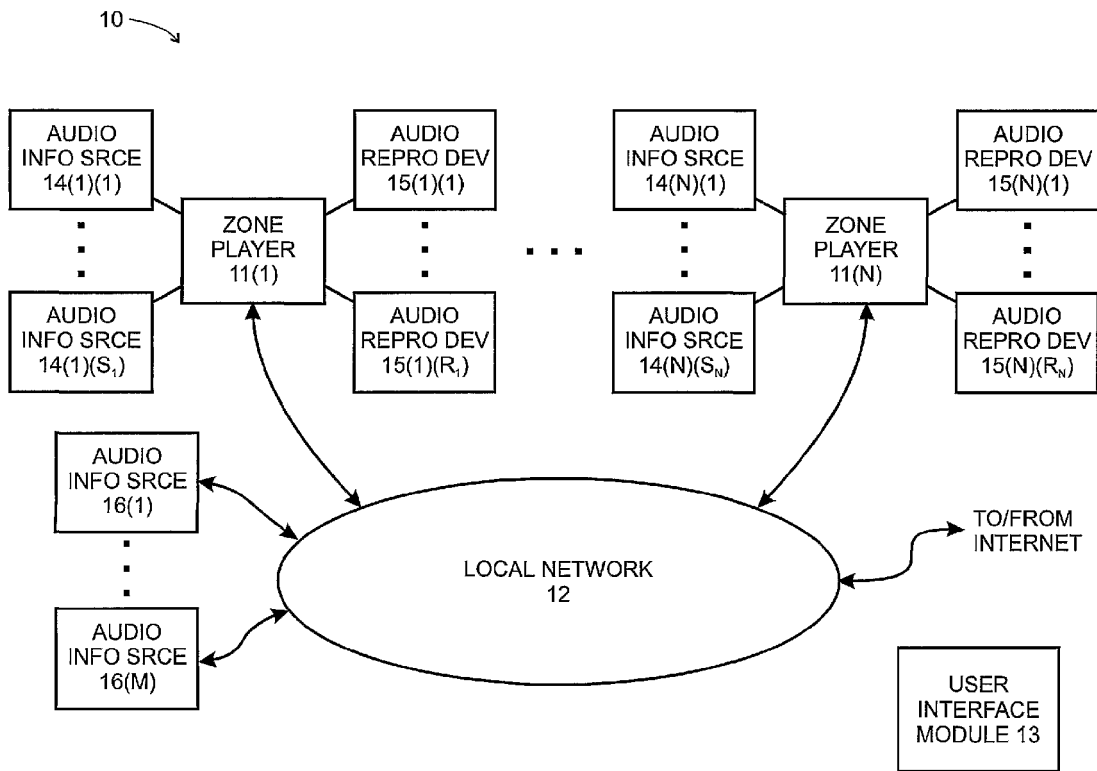 10
AUDIO
INFO SRCE
14(1)(1)
AUDIO
REPRO DEV
15(1)(1)
AUDIO
INFO SRCE
14(N)(1)
AUDIO
REPRO DEV
15(N)(1)
ZONE
PLAYER
11(1)
ZONE
PLAYER
11(N)
AUDIO
INFO SRCE
14(1)(S₁)
AUDIO
REPRO DEV
15(1)(R₁)
AUDIO
INFO SRCE
14(N)(S_N)
AUDIO
REPRO DEV
15(N)(R_N)
AUDIO
INFO SRCE
16(1)
AUDIO
INFO SRCE
16(M)
LOCAL NETWORK
12
TO/FROM
INTERNET
USER
INTERFACE
MODULE 13